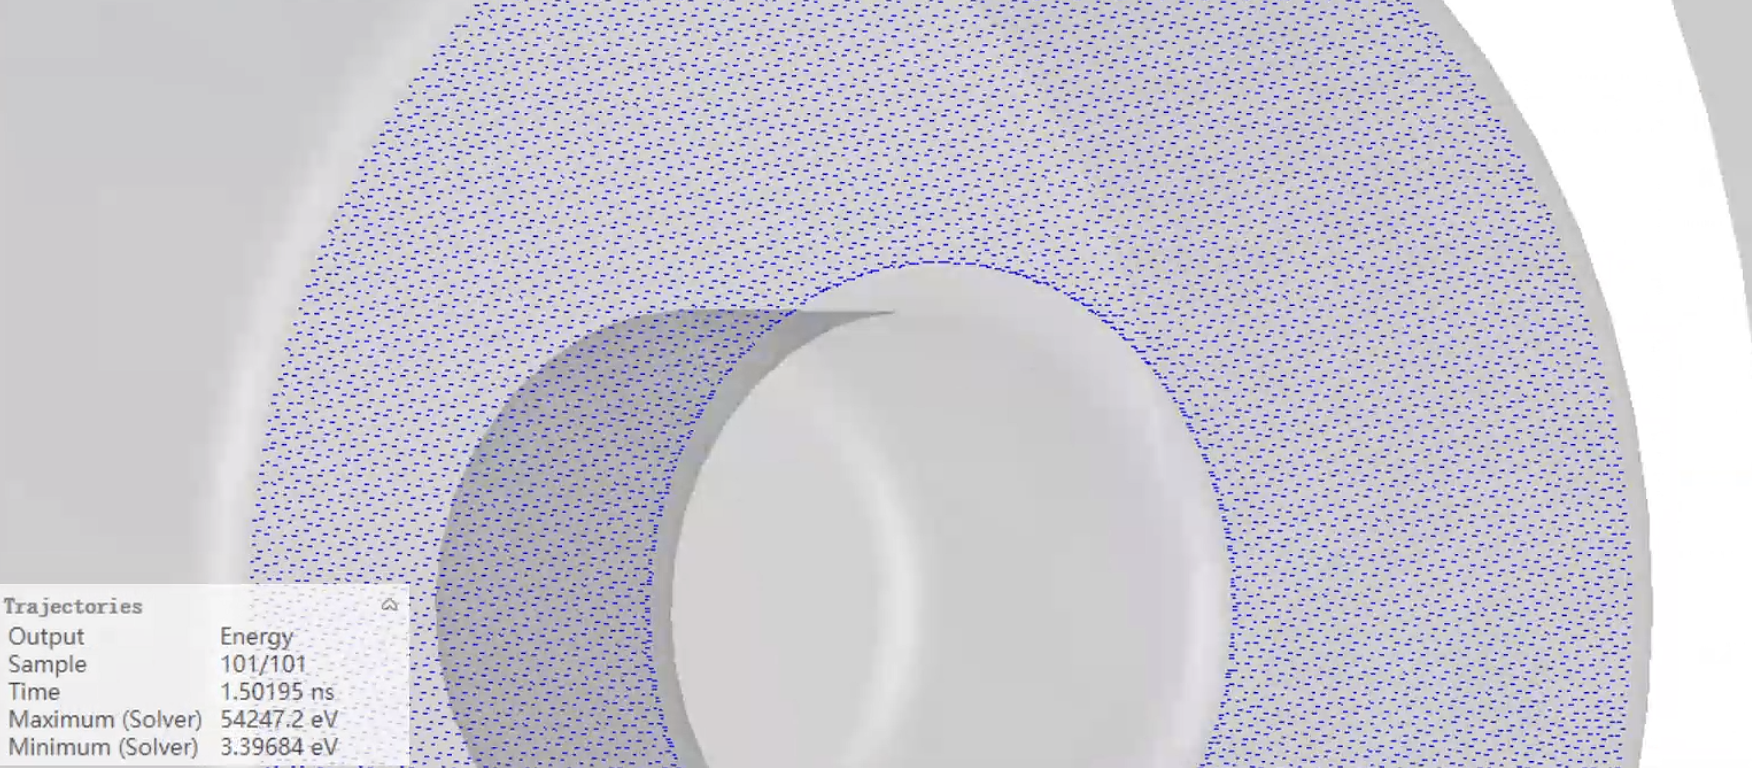 Trajectories
Output Energy
Sample 101/101
Time 1.50195 ns
Maximum (Solver) 54247.2 eV
Minimum (Solver) 3.39684 eV